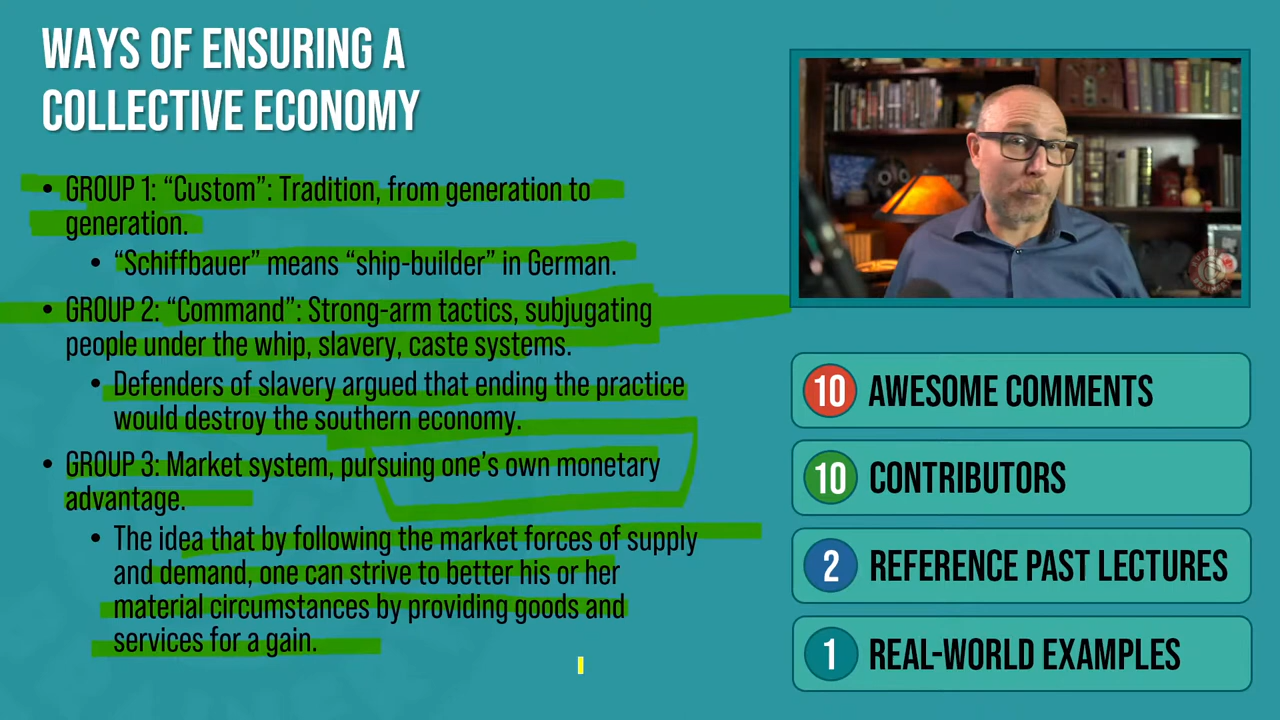 WAYS OF ENSURING A
COLLECTIVE ECONOMY
• GROUP 1: “Custom”: Tradition, from generation to
generation.
• “Schiffbauer” means “ship-builder” in German.
• GROUP 2: “Command”: Strong-arm tactics, subjugating
people under the whip, slavery, caste systems.
• Defenders of slavery argued that ending the practice
would destroy the southern economy.
• GROUP 3: Market system, pursuing one’s own monetary
advantage.
• The idea that by following the market forces of supply
and demand, one can strive to better his or her
material circumstances by providing goods and
services for a gain.
10 AWESOME COMMENTS
10 CONTRIBUTORS
2 REFERENCE PAST LECTURES
1 REAL-WORLD EXAMPLES